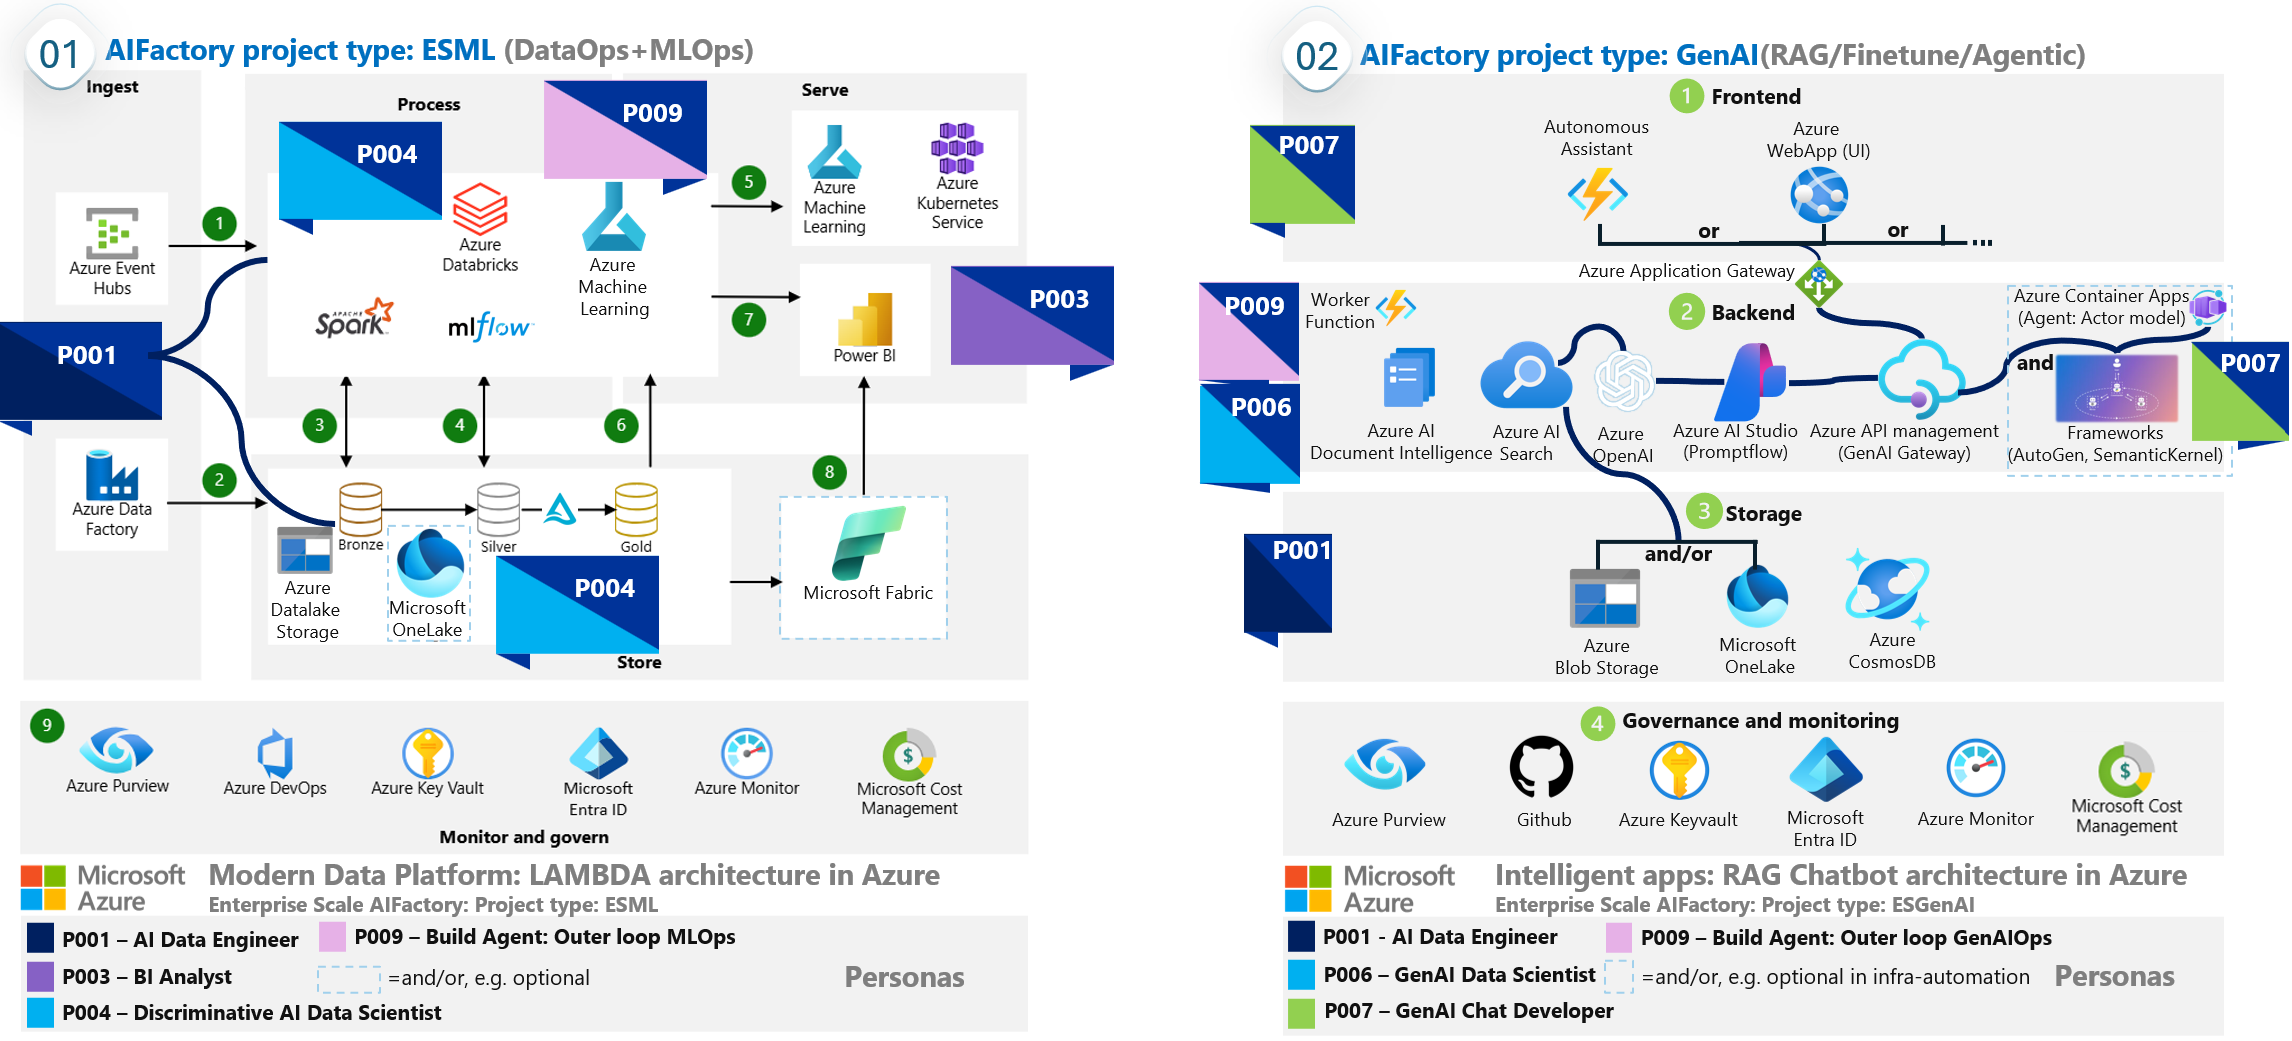 01
AIFactory project type: ESML (DataOps+MLOps)
Ingest
Process
Serve
P009
P004
Azure
Databricks
Azure
Machine
Learning
APACHE
Spark
mlflow
5
7
Azure
Machine
Learning
Azure
Kubernetes
Service
Power BI
P003
Azure Event
Hubs
1
P001
Azure Data
Factory
2
3
4
6
8
Bronze
Silver
Gold
Azure
Datalake
Storage
Microsoft
OneLake
P004
Store
Microsoft Fabric
9
Azure Purview
Azure DevOps
Azure Key Vault
Microsoft
Entra ID
Azure Monitor
Microsoft Cost
Management
Monitor and govern
Microsoft
Azure
Modern Data Platform: LAMBDA architecture in Azure
Enterprise Scale AIFactory: Project type: ESML
P001 – AI Data Engineer
P009 – Build Agent: Outer loop MLOps
P003 – BI Analyst
=and/or, e.g. optional
P004 – Discriminative AI Data Scientist
Personas
02
AIFactory project type: GenAI(RAG/Finetune/Agentic)
1 Frontend
P007
Autonomous
Assistant
Azure
WebApp (UI)
or
or
Azure Application Gateway
P009
Worker
Function
2 Backend
Azure Container Apps
(Agent: Actor model)
and
P007
P006
Azure AI
Document Intelligence
Azure AI
Search
Azure
OpenAI
Azure AI Studio
(Promptflow)
Azure API management
(GenAI Gateway)
Frameworks
(AutoGen, SemanticKernel)
3 Storage
P001
and/or
Azure
Blob Storage
Microsoft
OneLake
Azure
CosmosDB
4 Governance and monitoring
Azure Purview
Github
Azure Keyvault
Microsoft
Entra ID
Azure Monitor
Microsoft Cost
Management
Microsoft
Azure
Intelligent apps: RAG Chatbot architecture in Azure
Enterprise Scale AIFactory: Project type: ESGenAI
P001 - AI Data Engineer
P009 – Build Agent: Outer loop GenAIOps
P006 – GenAI Data Scientist
=and/or, e.g. optional in infra-automation
P007 – GenAI Chat Developer
Personas